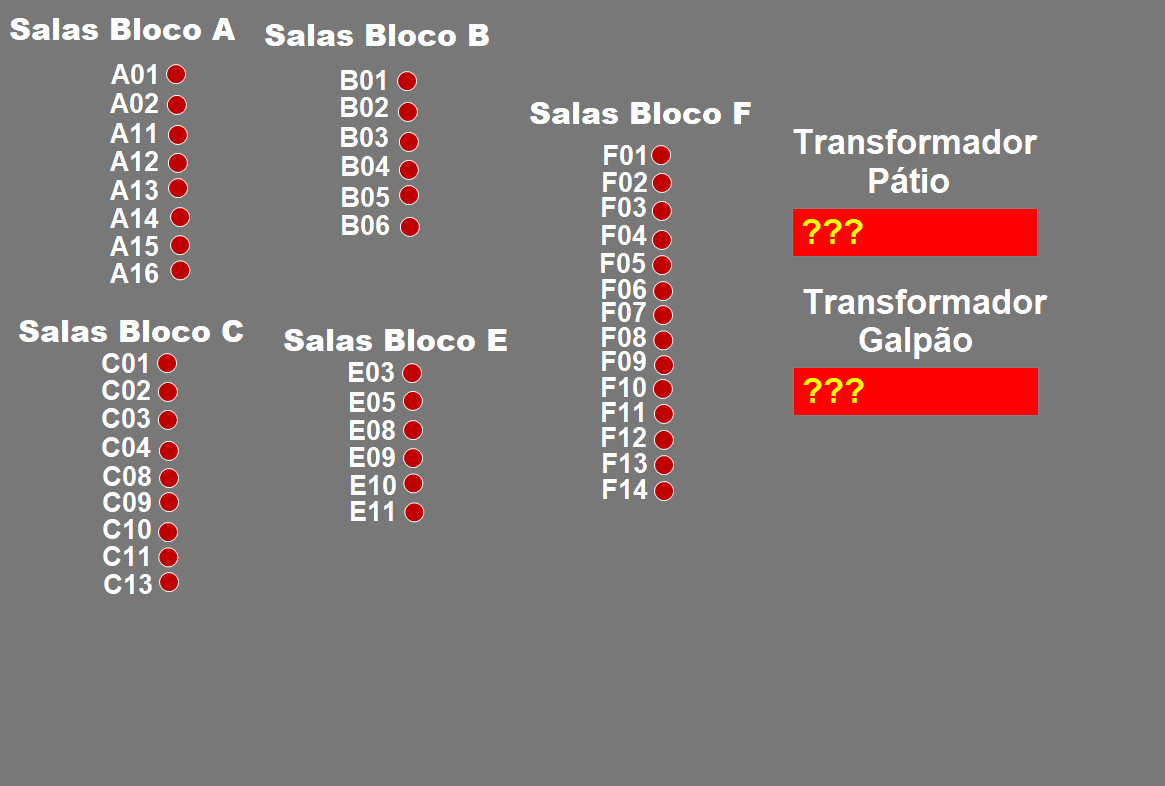 Salas Bloco A
A01
A02
A11
A12
A13
A14
A15
A16
Salas Bloco B
B01
B02
B03
B04
B05
B06
Salas Bloco C
C01
C02
C03
C04
C08
C09
C10
C11
C13
Salas Bloco E
E03
E05
E08
E09
E10
E11
Salas Bloco F
F01
F02
F03
F04
F05
F06
F07
F08
F09
F10
F11
F12
F13
F14
Transformador
Pátio
???
Transformador
Galpão
???